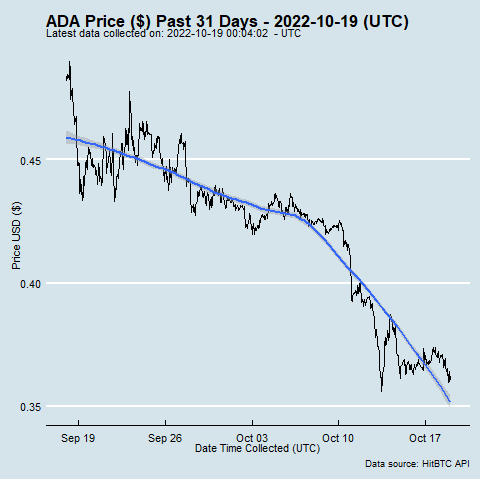 ADA Price ($) Past 31 Days - 2022-10-19 (UTC)
Latest data collected on: 2022-10-19 00:04:02 - UTC
0.45
0.40
0.35
Price USD ($)
Sep 19
Sep 26
Oct 03
Oct 10
Oct 17
Date Time Collected (UTC)
Data source: HitBTC API